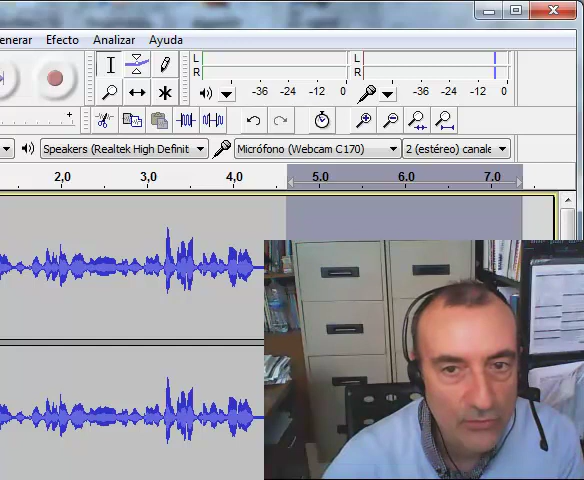 enerar Efecto Analizar Ayuda
L
R -36 -24 -12 0
L
R -36 -24 -12 0
Speakers (Realtek High Definit Micrófono (Webcam C170) 2 (estéreo) canale
2,0 3,0 4,0 5,0 6,0 7,0